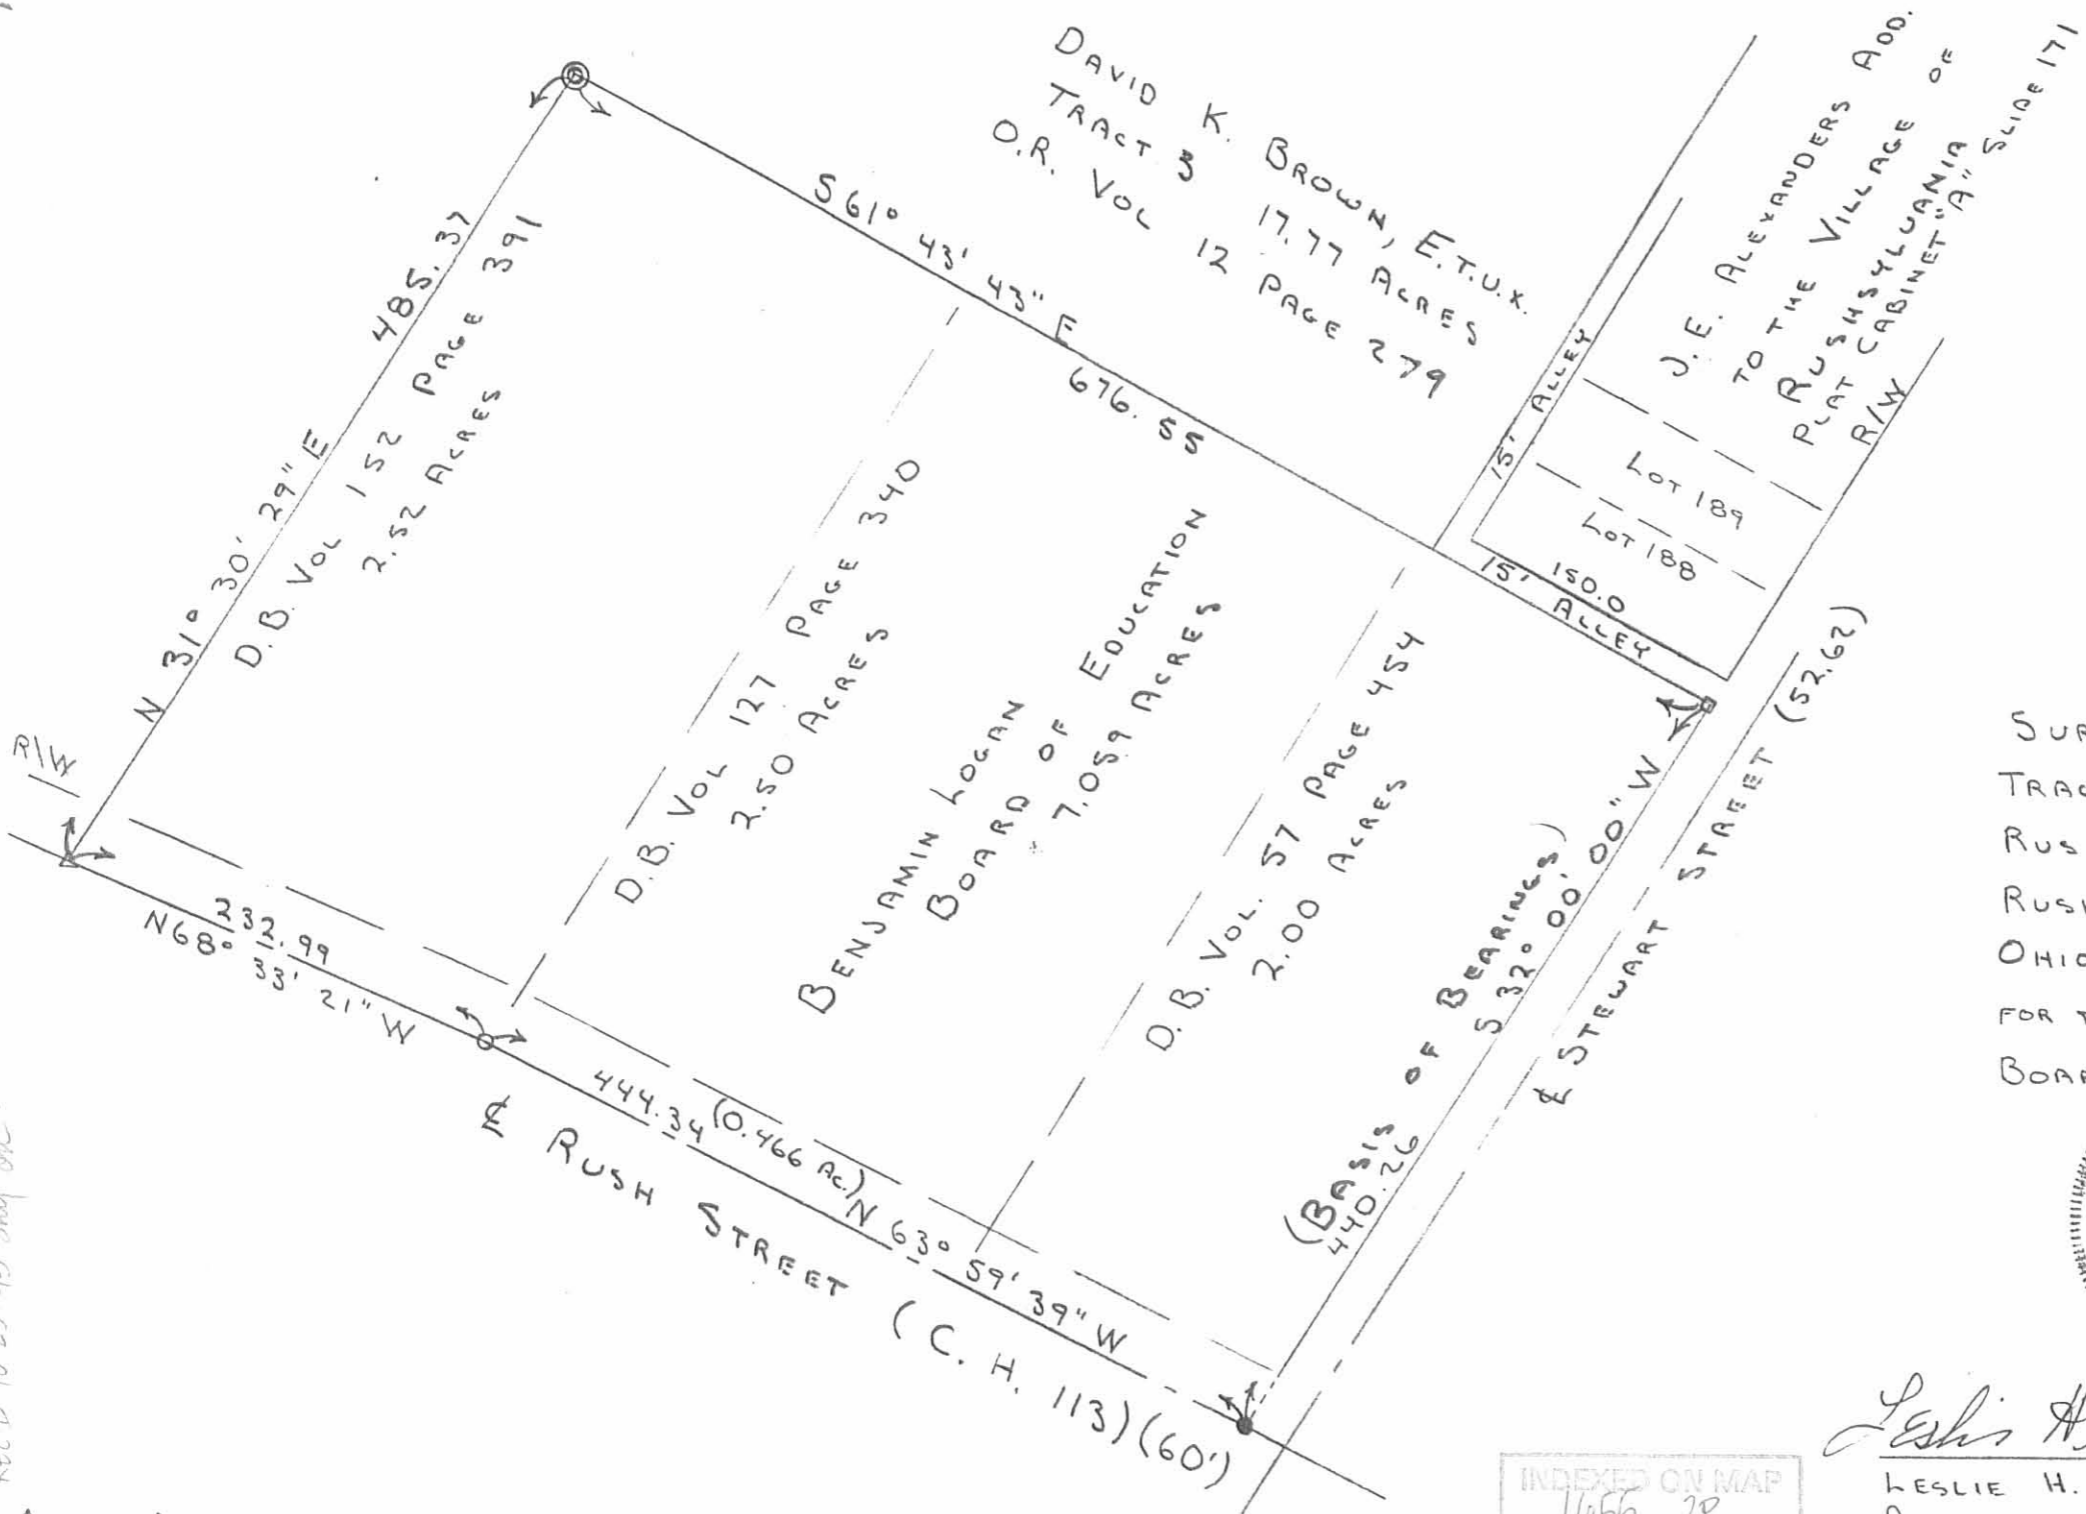 DAVID K. BROWN, E.T.U.X.
TRACT 3 17.77 ACRES
O.R. VOL 12 PAGE 279
J. E. ALEXANDERS ADD.
TO THE VILLAGE OF
RUSHSYLVANIA
PLAT CABINET "A" SLIDE 171
R/W
15' ALLEY
LOT 189
LOT 188
150.0
15' ALLEY
S 61° 43' 43" E
676.55
N 31° 30' 29" E 485.37
D.B. VOL 152 PAGE 391
2.52 ACRES
D.B. VOL 127 PAGE 340
2.50 ACRES
BENJAMIN LOGAN
BOARD OF EDUCATION
7.059 ACRES
D.B. VOL. 57 PAGE 454
2.00 ACRES
(BASIS OF BEARINGS)
440.26 S 32° 00' 00" W
℄ STEWART STREET (52.62)
R/W
232.99
N68° 33' 21" W
444.34 (0.466 AC.) N 63° 59' 39" W
℄ RUSH STREET (C. H. 113) (60')
SUR
TRAC
RUS
RUSH
OHIO
FOR T
BOAR
INDEXED ON MAP
Leslie H.
LESLIE H.